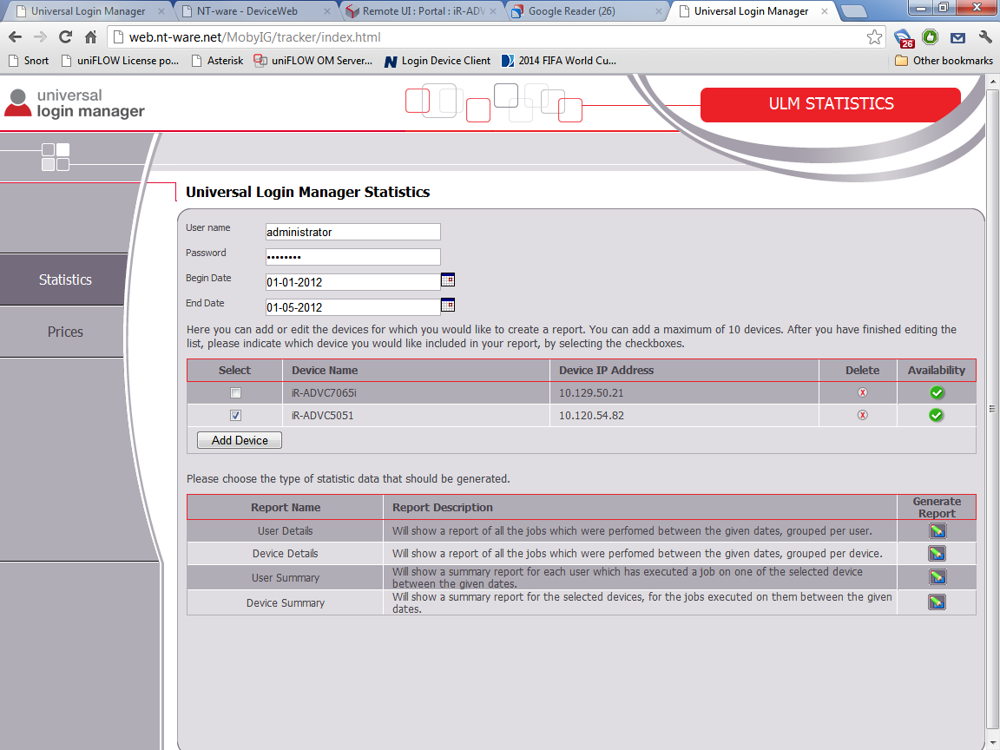 Universal Login Manager
NT-ware - DeviceWeb
Remote UI : Portal : iR-ADV
Google Reader (26)
Universal Login Manager
web.nt-ware.net/MobyIG/tracker/index.html
26
Snort
uniFLOW License po...
Asterisk
uniFLOW OM Server...
Login Device Client
2014 FIFA World Cu...
Other bookmarks
universal
login manager
ULM STATISTICS
Universal Login Manager Statistics
Statistics
Prices
User name
administrator
Password
••••••••
Begin Date
01-01-2012
End Date
01-05-2012
Here you can add or edit the devices for which you would like to create a report. You can add a maximum of 10 devices. After you have finished editing the
list, please indicate which device you would like included in your report, by selecting the checkboxes.
Select Device Name Device IP Address Delete Availability
iR-ADVC7065i 10.129.50.21
iR-ADVC5051 10.120.54.82
Add Device
Please choose the type of statistic data that should be generated.
Report Name Report Description Generate
Report
User Details Will show a report of all the jobs which were perfomed between the given dates, grouped per user.
Device Details Will show a report of all the jobs which were perfomed between the given dates, grouped per device.
User Summary Will show a summary report for each user which has executed a job on one of the selected device
between the given dates.
Device Summary Will show a summary report for the selected devices, for the jobs executed on them between the given
dates.